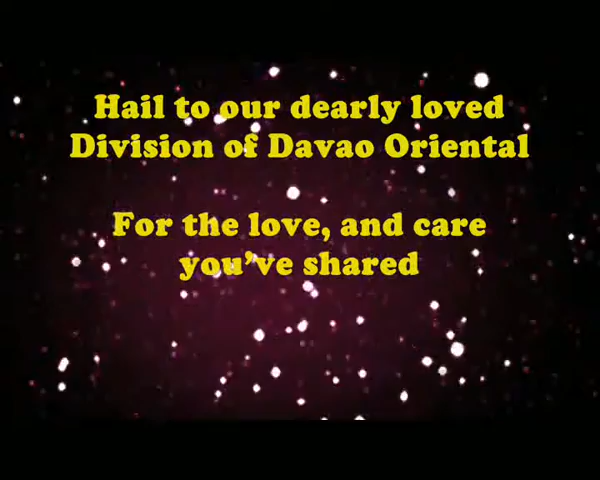 Hail to our dearly loved
Division of Davao Oriental
For the love, and care
you've shared